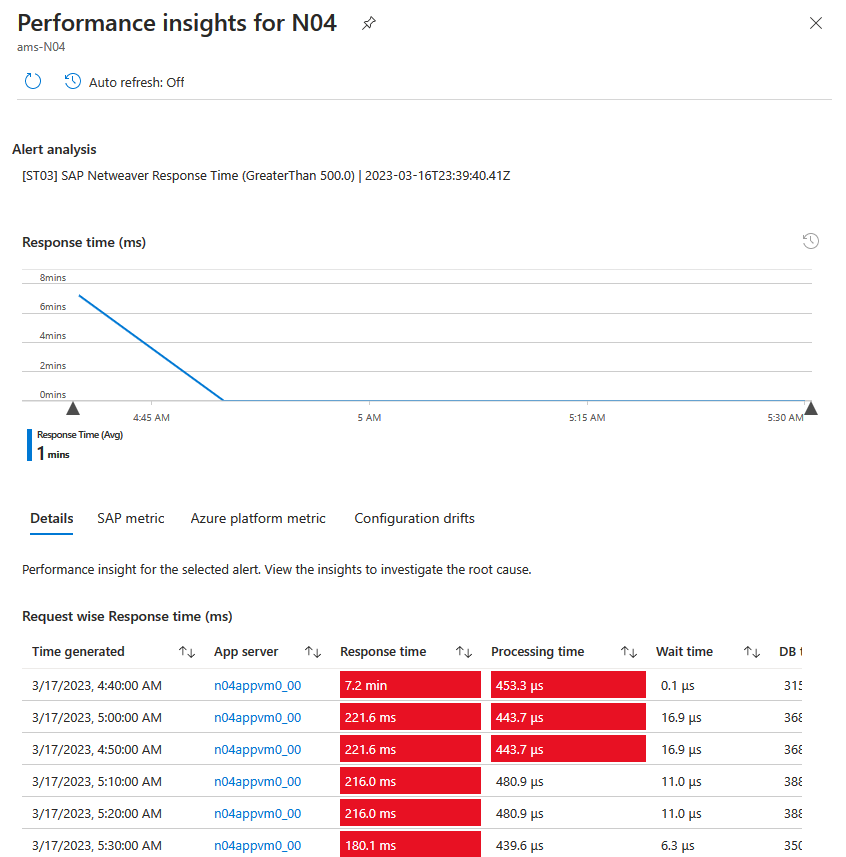 Performance insights for N04
ams-N04
Auto refresh: Off
Alert analysis
[ST03] SAP Netweaver Response Time (GreaterThan 500.0) | 2023-03-16T23:39:40.41Z
Response time (ms)
8mins
6mins
4mins
2mins
0mins
4:45 AM 5 AM 5:15 AM 5:30 AM
Response Time (Avg)
1 mins
Details SAP metric Azure platform metric Configuration drifts
Performance insight for the selected alert. View the insights to investigate the root cause.
Request wise Response time (ms)
Time generated App server Response time Processing time Wait time DB
3/17/2023, 4:40:00 AM n04appvm0_00 7.2 min 453.3 µs 0.1 µs 315
3/17/2023, 5:00:00 AM n04appvm0_00 221.6 ms 443.7 µs 16.9 µs 368
3/17/2023, 4:50:00 AM n04appvm0_00 221.6 ms 443.7 µs 16.9 µs 368
3/17/2023, 5:10:00 AM n04appvm0_00 216.0 ms 480.9 µs 11.0 µs 388
3/17/2023, 5:20:00 AM n04appvm0_00 216.0 ms 480.9 µs 11.0 µs 388
3/17/2023, 5:30:00 AM n04appvm0_00 180.1 ms 439.6 µs 6.3 µs 350